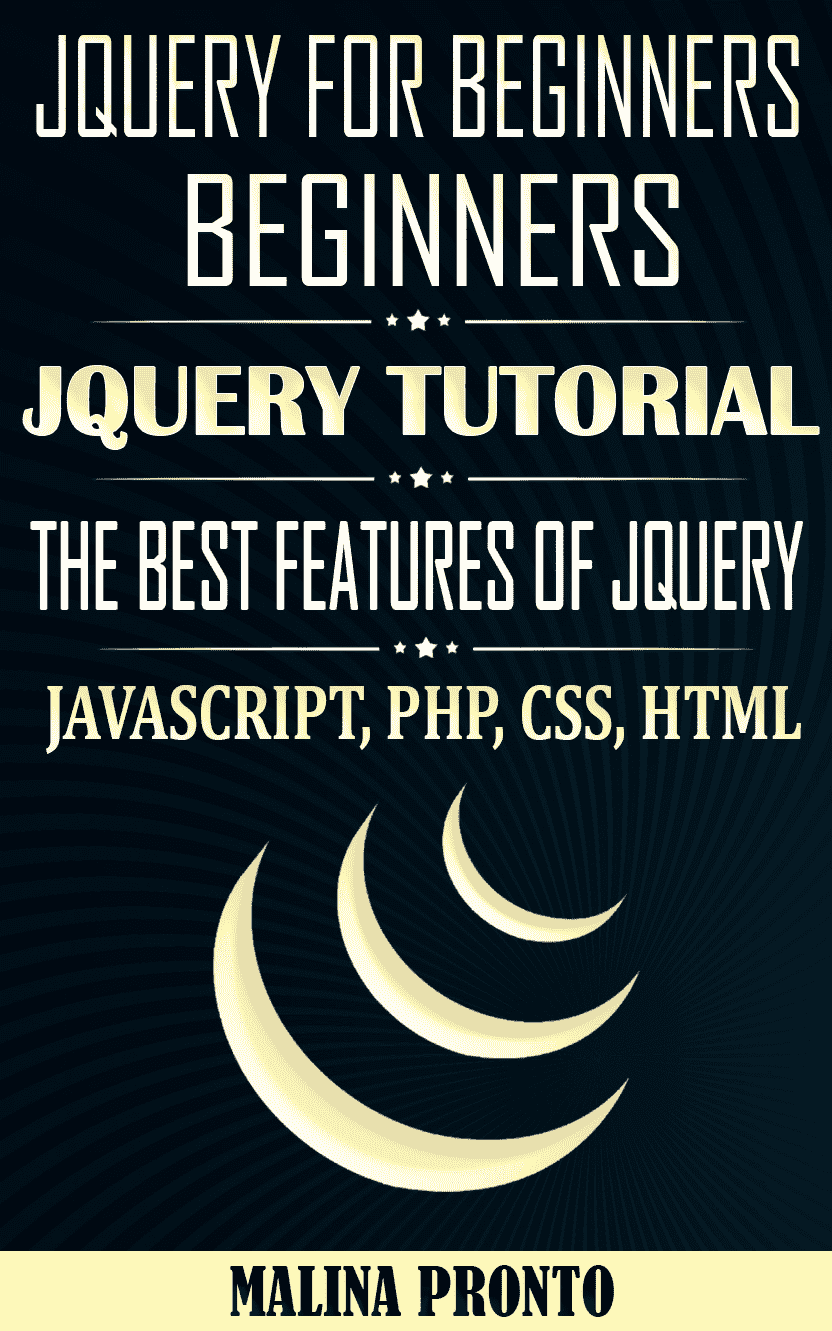 JQUERY FOR BEGINNERS
BEGINNERS
JQUERY TUTORIAL
THE BEST FEATURES OF JQUERY
JAVASCRIPT, PHP, CSS, HTML
MALINA PRONTO